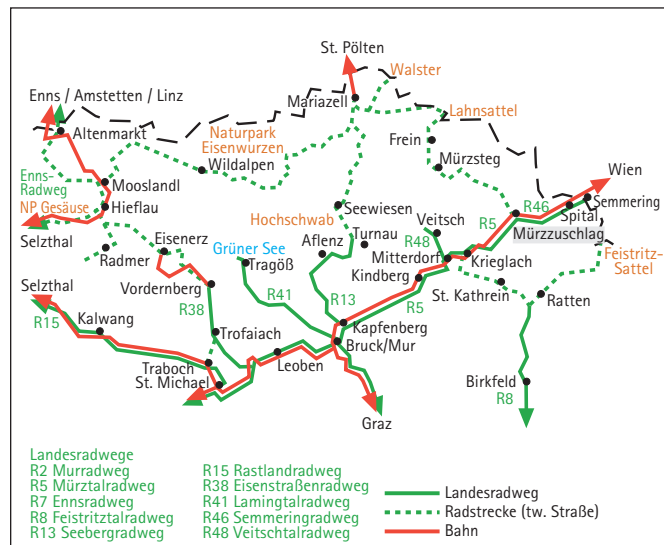 St. Pölten
Walster
Enns / Amstetten / Linz
Mariazell
Lahnsattel
Altenmarkt
Naturpark
Eisenwurzen
Frein
Wildalpen
Mürzsteg
Enns-
Radweg
Mooslandl
Wien
NP Gesäuse
Hieflau
R46
Semmering
Selzthal
Hochschwab
Seewiesen
Veitsch
R5
Spital
Radmer
Eisenerz
Grüner See
Aflenz
Turnau
R48
Mürzzuschlag
Tragöß
Mitterdorf
Krieglach
Feistritz-
Sattel
Selzthal
Vordernberg
R41
R13
Kindberg
St. Kathrein
R5
Ratten
R15
Kalwang
R38
Trofaiach
Kapfenberg
Bruck/Mur
Traboch
Leoben
St. Michael
Birkfeld
R8
Graz
Landesradwege
R2 Murradweg
R5 Mürztalradweg
R7 Ennsradweg
R8 Feistritztalradweg
R13 Seebergradweg
R15 Rastlandradweg
R38 Eisenstraßenradweg
R41 Lamingtalradweg
R46 Semmeringradweg
R48 Veitschtalradweg
Landesradweg
Radstrecke (tw. Straße)
Bahn